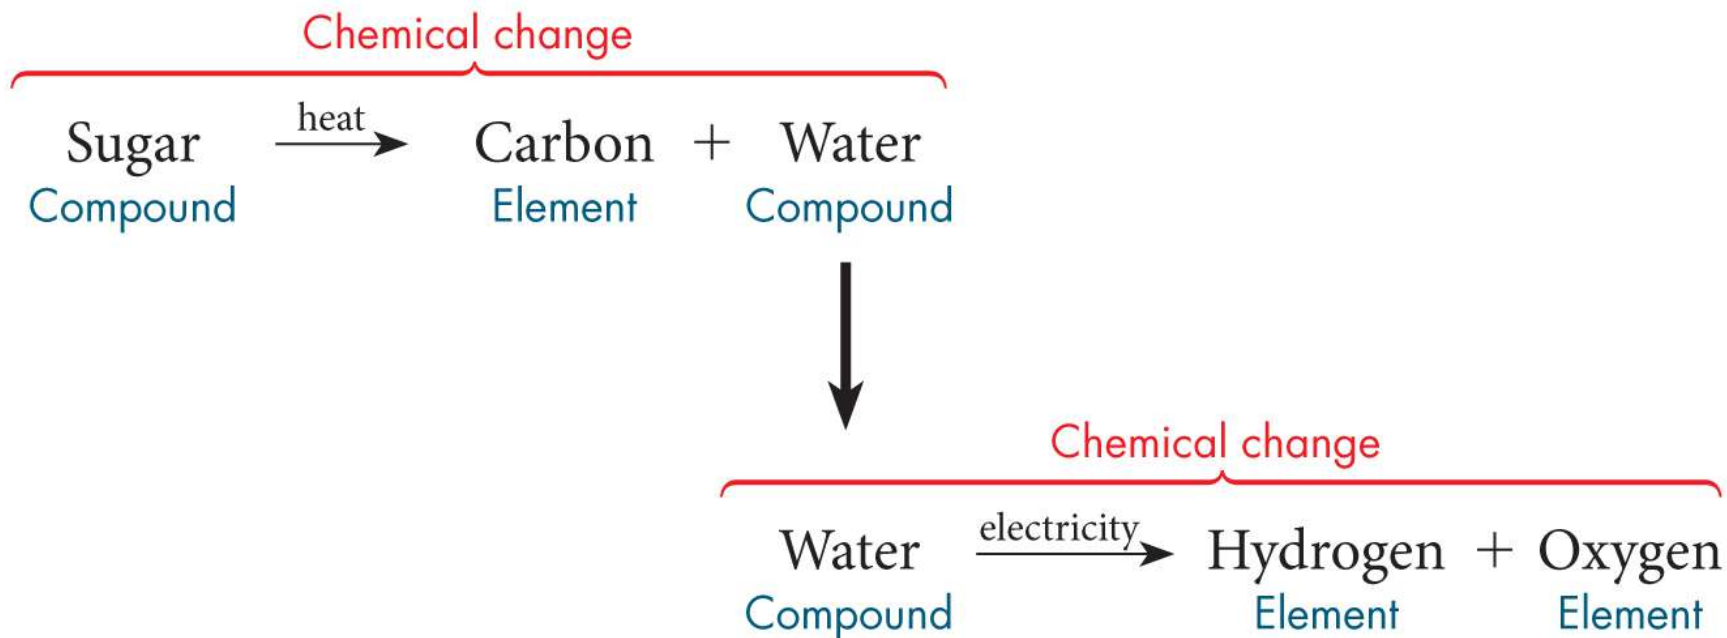 Chemical change
Sugar heat Carbon + Water
Compound Element Compound
Chemical change
Water electricity Hydrogen + Oxygen
Compound Element Element